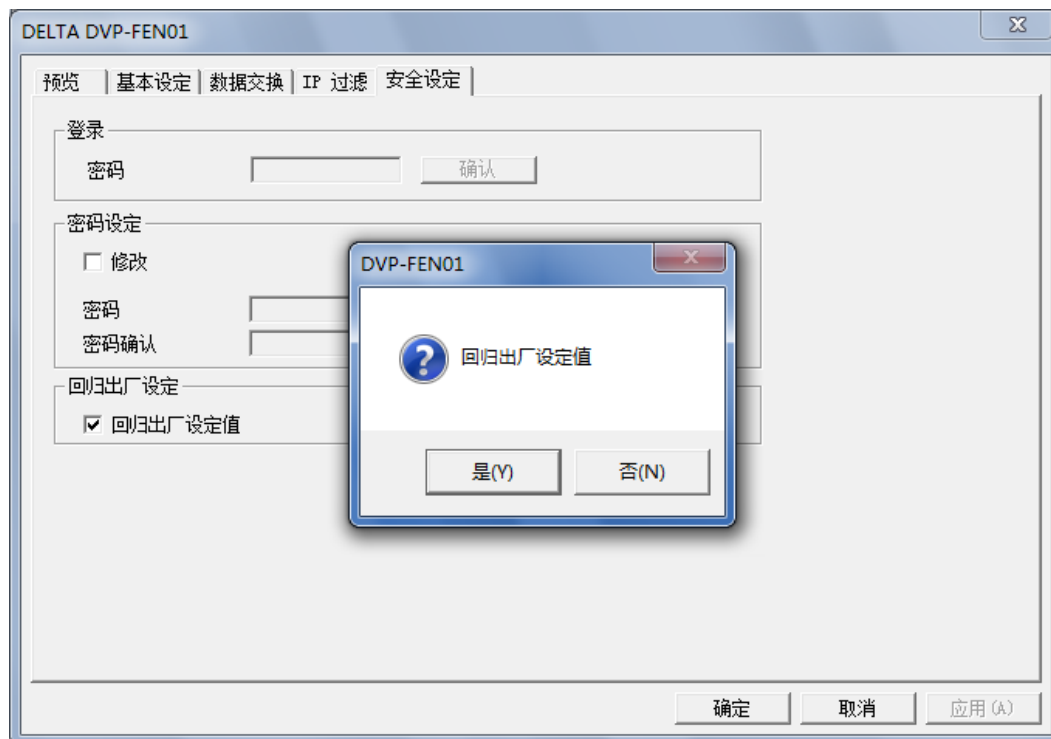 DELTA DVP-FEN01
预览 基本设定 数据交换 IP 过滤 安全设定
登录
密码 确认
密码设定
修改
密码
密码确认
回归出厂设定
回归出厂设定值
DVP-FEN01
回归出厂设定值
是(Y) 否(N)
确定 取消 应用(A)